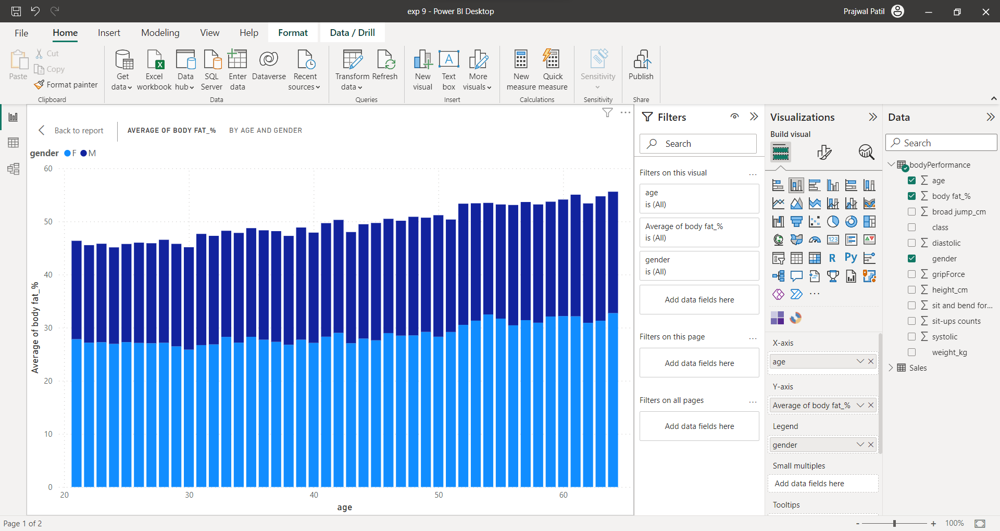 exp 9 - Power BI Desktop
Prajwal Patil
File
Home
Insert
Modeling
View
Help
Format
Data / Drill
Paste
Cut
Copy
Format painter
Clipboard
Get data
Excel workbook
Data hub
SQL Server
Enter data
Dataverse
Recent sources
Data
Transform data
Refresh
Queries
New visual
Text box
More visuals
Insert
New measure
Quick measure
Calculations
Sensitivity
Sensitivity
Publish
Share
Back to report
AVERAGE OF BODY FAT_%
BY AGE AND GENDER
gender F M
Average of body fat_%
60
50
40
30
20
10
0
20
30
40
50
60
age
Filters
Search
Filters on this visual
age
is (All)
Average of body fat_%
is (All)
gender
is (All)
Add data fields here
Filters on this page
Add data fields here
Filters on all pages
Add data fields here
Visualizations
Build visual
123
R
Py
X-axis
age
Y-axis
Average of body fat_%
Legend
gender
Small multiples
Add data fields here
Tooltips
Data
Search
bodyPerformance
age
body fat_%
broad jump_cm
class
diastolic
gender
gripForce
height_cm
sit and bend for...
sit-ups counts
systolic
weight_kg
Sales
Page 1 of 2
- + 100%